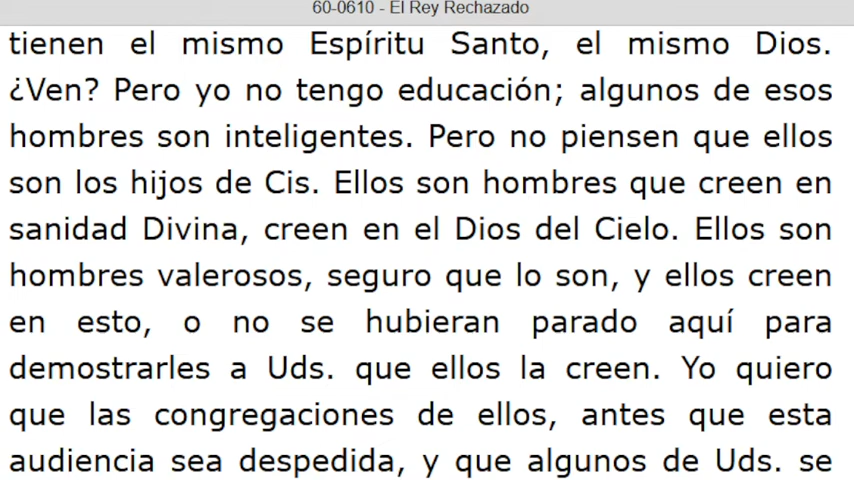 60-0610 - El Rey Rechazado
tienen el mismo Espíritu Santo, el mismo Dios.
¿Ven? Pero yo no tengo educación; algunos de esos
hombres son inteligentes. Pero no piensen que ellos
son los hijos de Cis. Ellos son hombres que creen en
sanidad Divina, creen en el Dios del Cielo. Ellos son
hombres valerosos, seguro que lo son, y ellos creen
en esto, o no se hubieran parado aquí para
demostrarles a Uds. que ellos la creen. Yo quiero
que las congregaciones de ellos, antes que esta
audiencia sea despedida, y que algunos de Uds. se